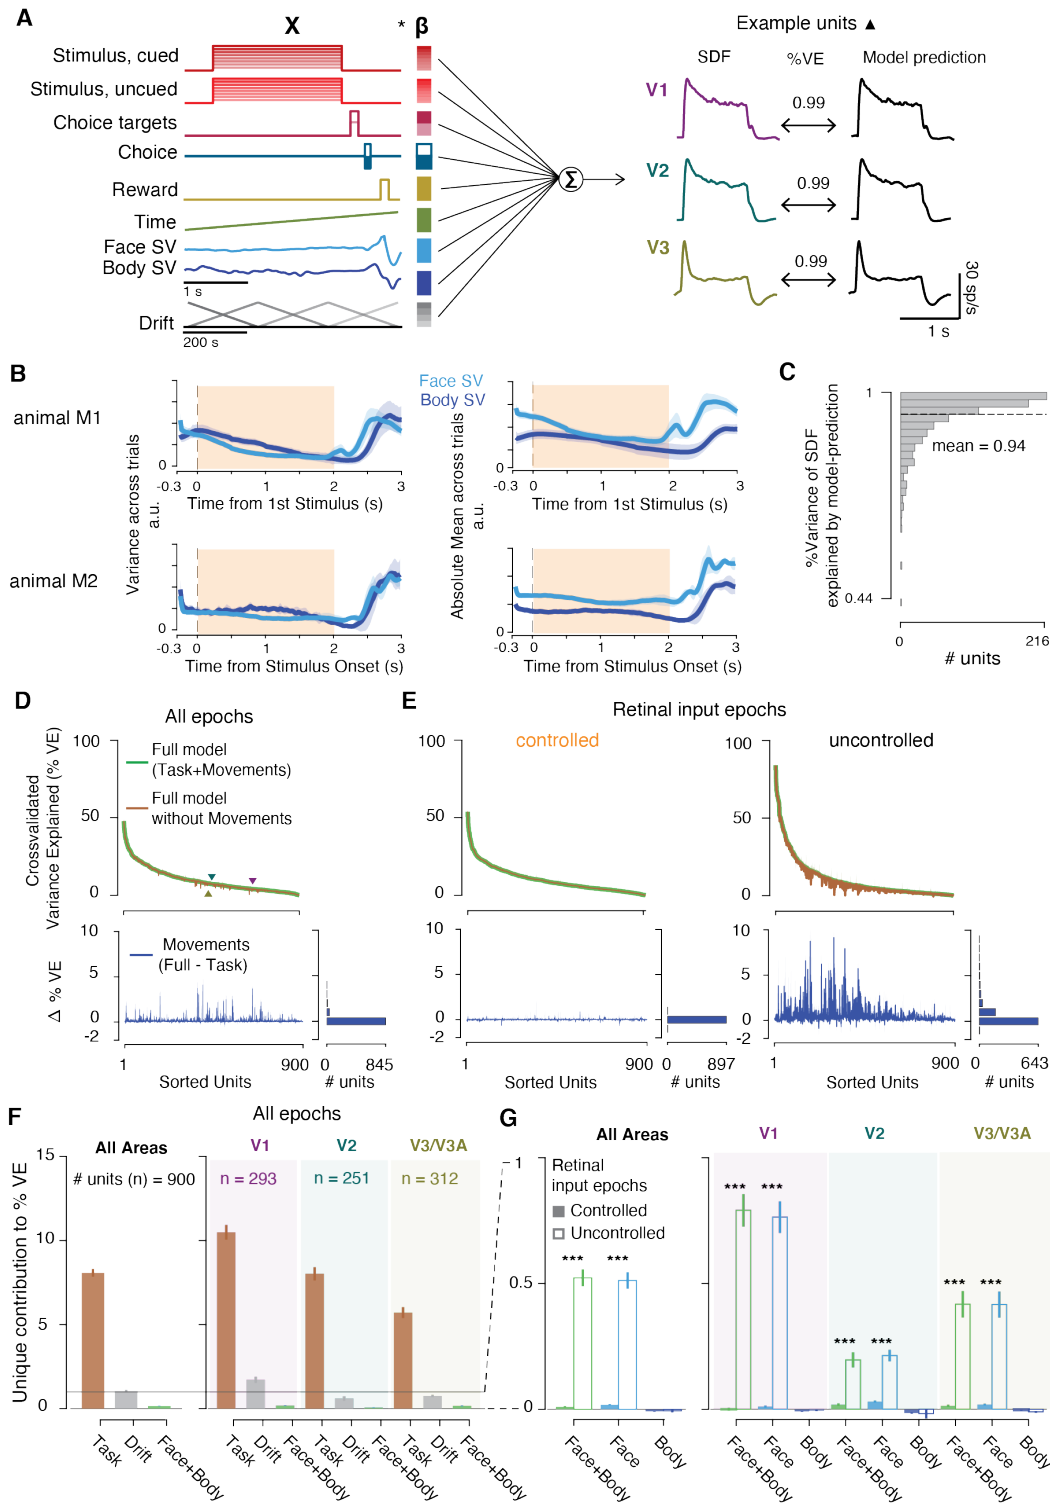 A
X
*
β
Stimulus, cued
Stimulus, uncued
Choice targets
Choice
Reward
Time
Face SV
Body SV
1 s
Drift
200 s
Σ
Example units ▲
SDF
%VE
Model prediction
V1
0.99
V2
0.99
V3
0.99
30 sp/s
1 s
B
animal M1
animal M2
Variance across trials
a.u.
0
-0.3
0
1
2
3
Time from 1st Stimulus (s)
Face SV
Body SV
Absolute Mean across trials
a.u.
0
-0.3
0
1
2
3
Time from 1st Stimulus (s)
0
-0.3
0
1
2
3
Time from Stimulus Onset (s)
0
-0.3
0
1
2
3
Time from Stimulus Onset (s)
C
%Variance of SDF
explained by model-prediction
1
mean = 0.94
0.44
0
216
# units
D
All epochs
Crossvalidated
Variance Explained (% VE)
100
50
0
Full model
(Task+Movements)
Full model
without Movements
Δ % VE
10
5
0
-2
Movements
(Full - Task)
1
900
Sorted Units
0
845
# units
E
Retinal input epochs
controlled
uncontrolled
100
50
0
100
50
0
10
5
0
-2
1
900
Sorted Units
0
897
# units
10
5
0
-2
1
900
Sorted Units
0
643
# units
F
All epochs
All Areas
V1
V2
V3/V3A
Unique contribution to % VE
15
10
5
0
# units (n) = 900
n = 293
n = 251
n = 312
Task
Drift
Face+Body
Task
Drift
Face+Body
Task
Drift
Face+Body
Task
Drift
Face+Body
G
All Areas
V1
V2
V3/V3A
1
0
1
0.5
0
Retinal
input epochs
Controlled
Uncontrolled
***
***
***
***
***
***
***
***
Face+Body
Face
Body
Face+Body
Face
Body
Face+Body
Face
Body
Face+Body
Face
Body